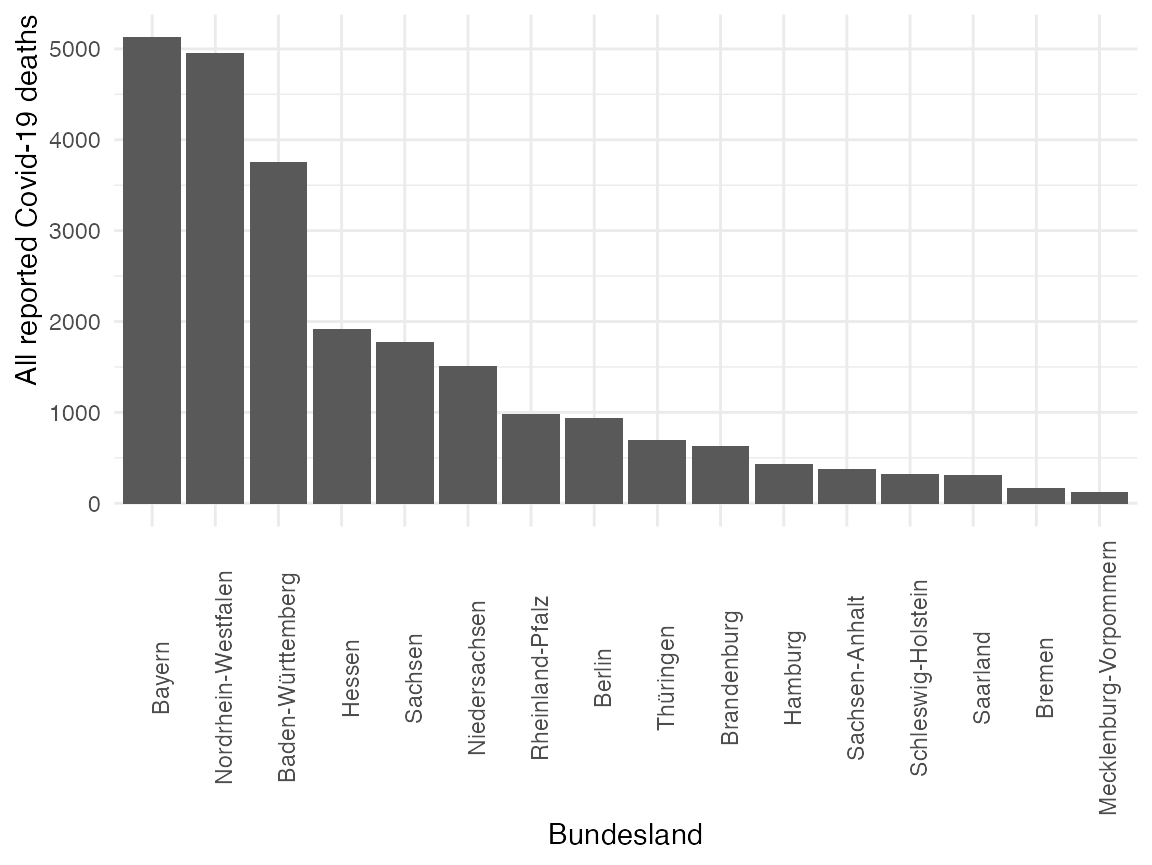 All reported Covid-19 deaths
5000
4000
3000
2000
1000
0
Bayern
Nordrhein-Westfalen
Baden-Württemberg
Hessen
Sachsen
Niedersachsen
Rheinland-Pfalz
Berlin
Thüringen
Brandenburg
Hamburg
Sachsen-Anhalt
Schleswig-Holstein
Saarland
Bremen
Mecklenburg-Vorpommern
Bundesland